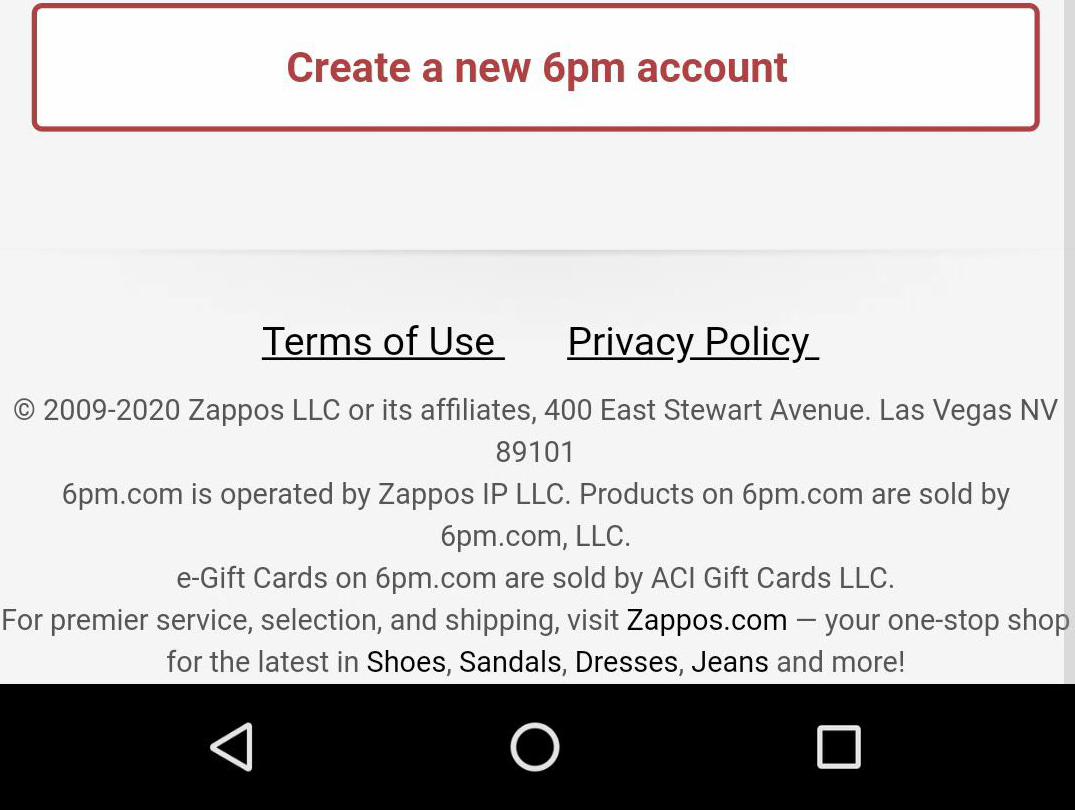 Create a new 6pm account
Terms of Use Privacy Policy
© 2009-2020 Zappos LLC or its affiliates, 400 East Stewart Avenue. Las Vegas NV
89101
6pm.com is operated by Zappos IP LLC. Products on 6pm.com are sold by
6pm.com, LLC.
e-Gift Cards on 6pm.com are sold by ACI Gift Cards LLC.
For premier service, selection, and shipping, visit Zappos.com — your one-stop shop
for the latest in Shoes, Sandals, Dresses, Jeans and more!